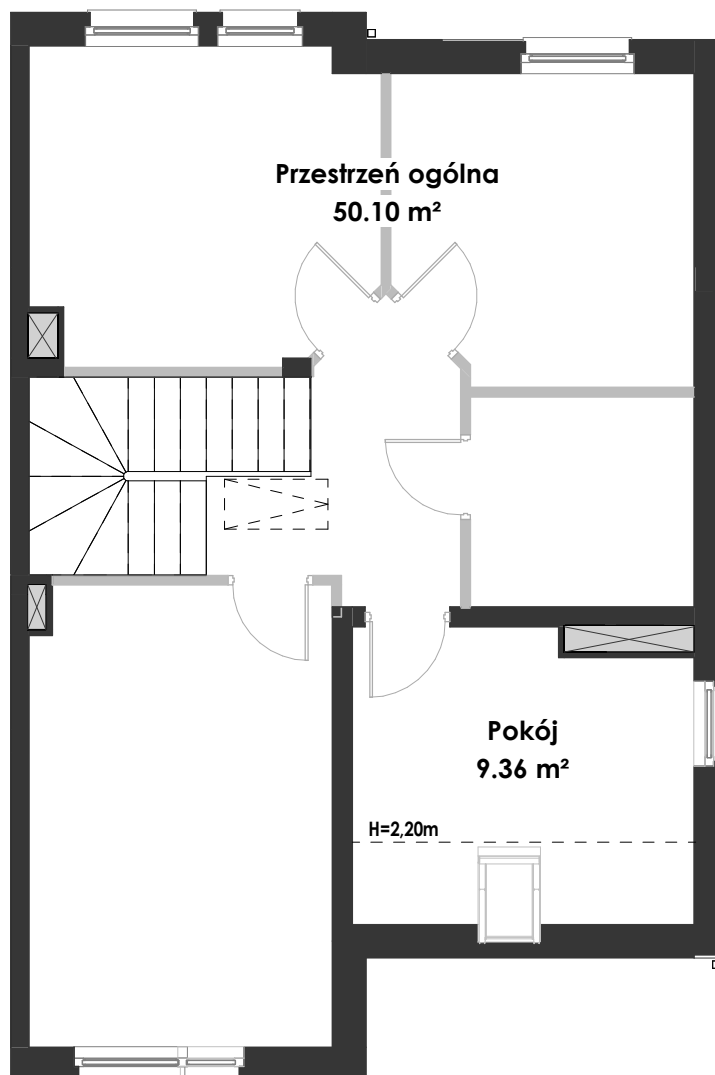 Przestrzeń ogólna
50.10 m²
Pokój
9.36 m²
H=2,20m